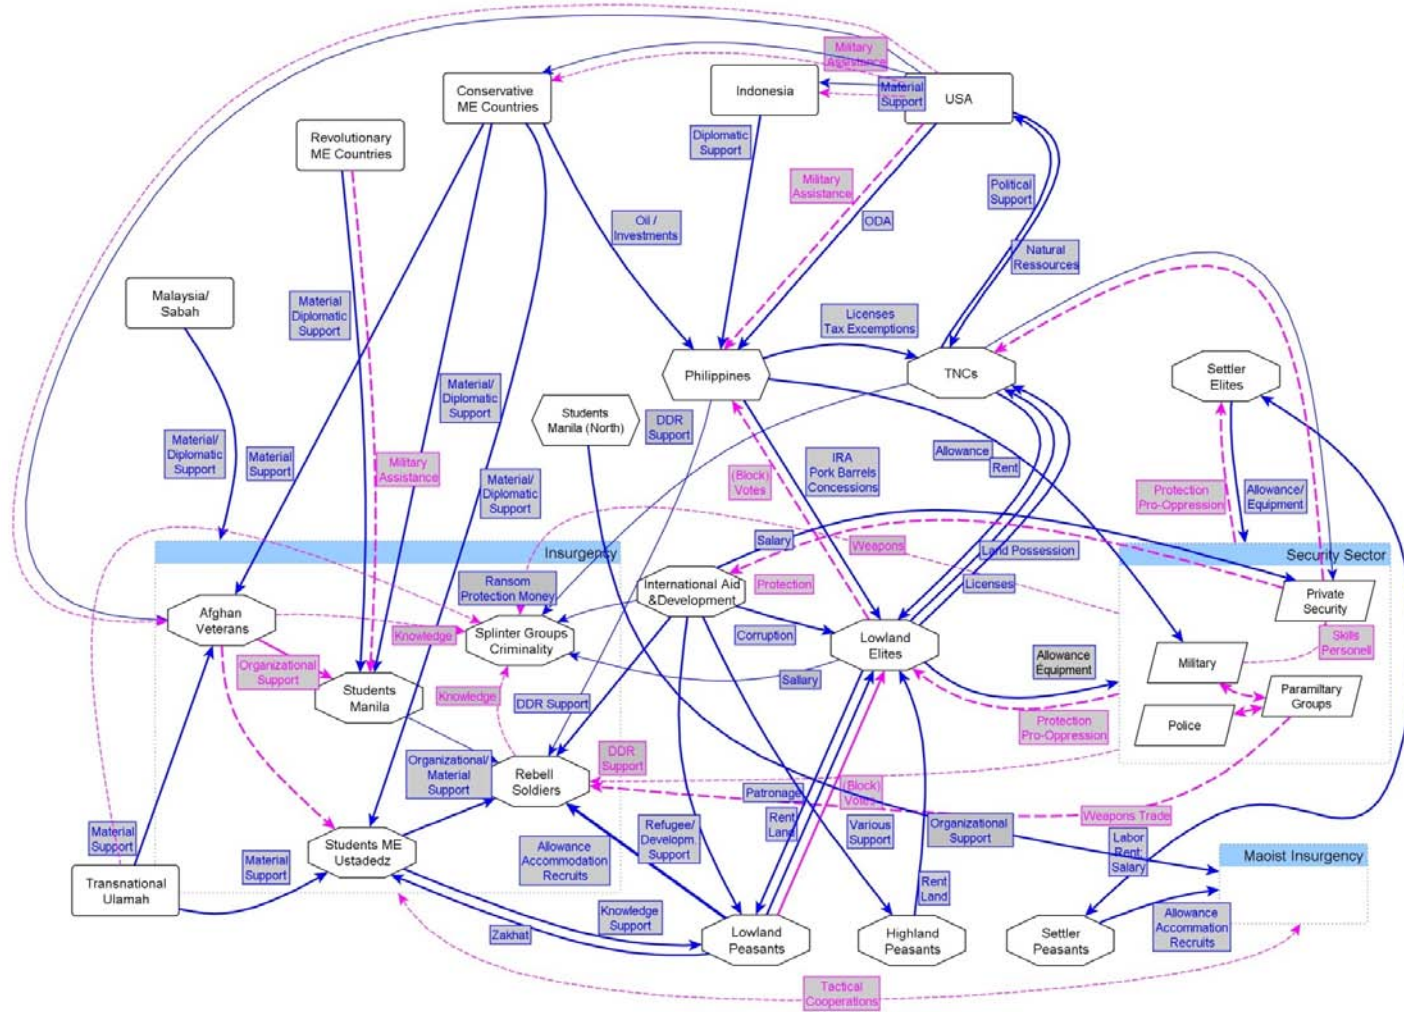 Military
Assistance
Conservative
ME Countries
Indonesia
Material
Support
USA
Revolutionary
ME Countries
Diplomatic
Support
Military
Assistance
Political
Support
Oil /
Investments
ODA
Natural
Ressources
Malaysia/
Sabah
Material
Diplomatic
Support
Licenses
Tax Excemptions
Philippines
TNCs
Settler
Elites
Material/
Diplomatic
Support
Students
Manila (North)
DDR
Support
Material/
Diplomatic
Support
Material
Support
Military
Assistance
Material/
Diplomatic
Support
(Block)
Votes
IRA
Pork Barrels
Concessions
Allowance
Rent
Protection
Pro-Oppression
Allowance/
Equipment
Insurgency
Salary
Weapons
Land Possession
Security Sector
Ransom
Protection Money
International Aid
&Development
Protection
Licenses
Private
Security
Afghan
Veterans
Knowledge
Splinter Groups
Criminality
Corruption
Lowland
Elites
Skills
Personell
Organizational
Support
Students
Manila
Knowledge
DDR Support
Sallary
Allowance
Equipment
Military
Paramiltary
Groups
Police
Protection
Pro-Oppression
Organizational/
Material
Support
Rebell
Soldiers
DDR
Support
Patronage
(Block)
Votes
Weapons Trade
Material
Support
Students ME
Ustadedz
Allowance
Accommodation
Recruits
Refugee/
Developm.
Support
Rent
Land
Various
Support
Organizational
Support
Labor
Rent
Salary
Maoist Insurgency
Transnational
Ulamah
Material
Support
Rent
Land
Knowledge
Support
Zakhat
Lowland
Peasants
Highland
Peasants
Settler
Peasants
Allowance
Accommation
Recruits
Tactical
Cooperations